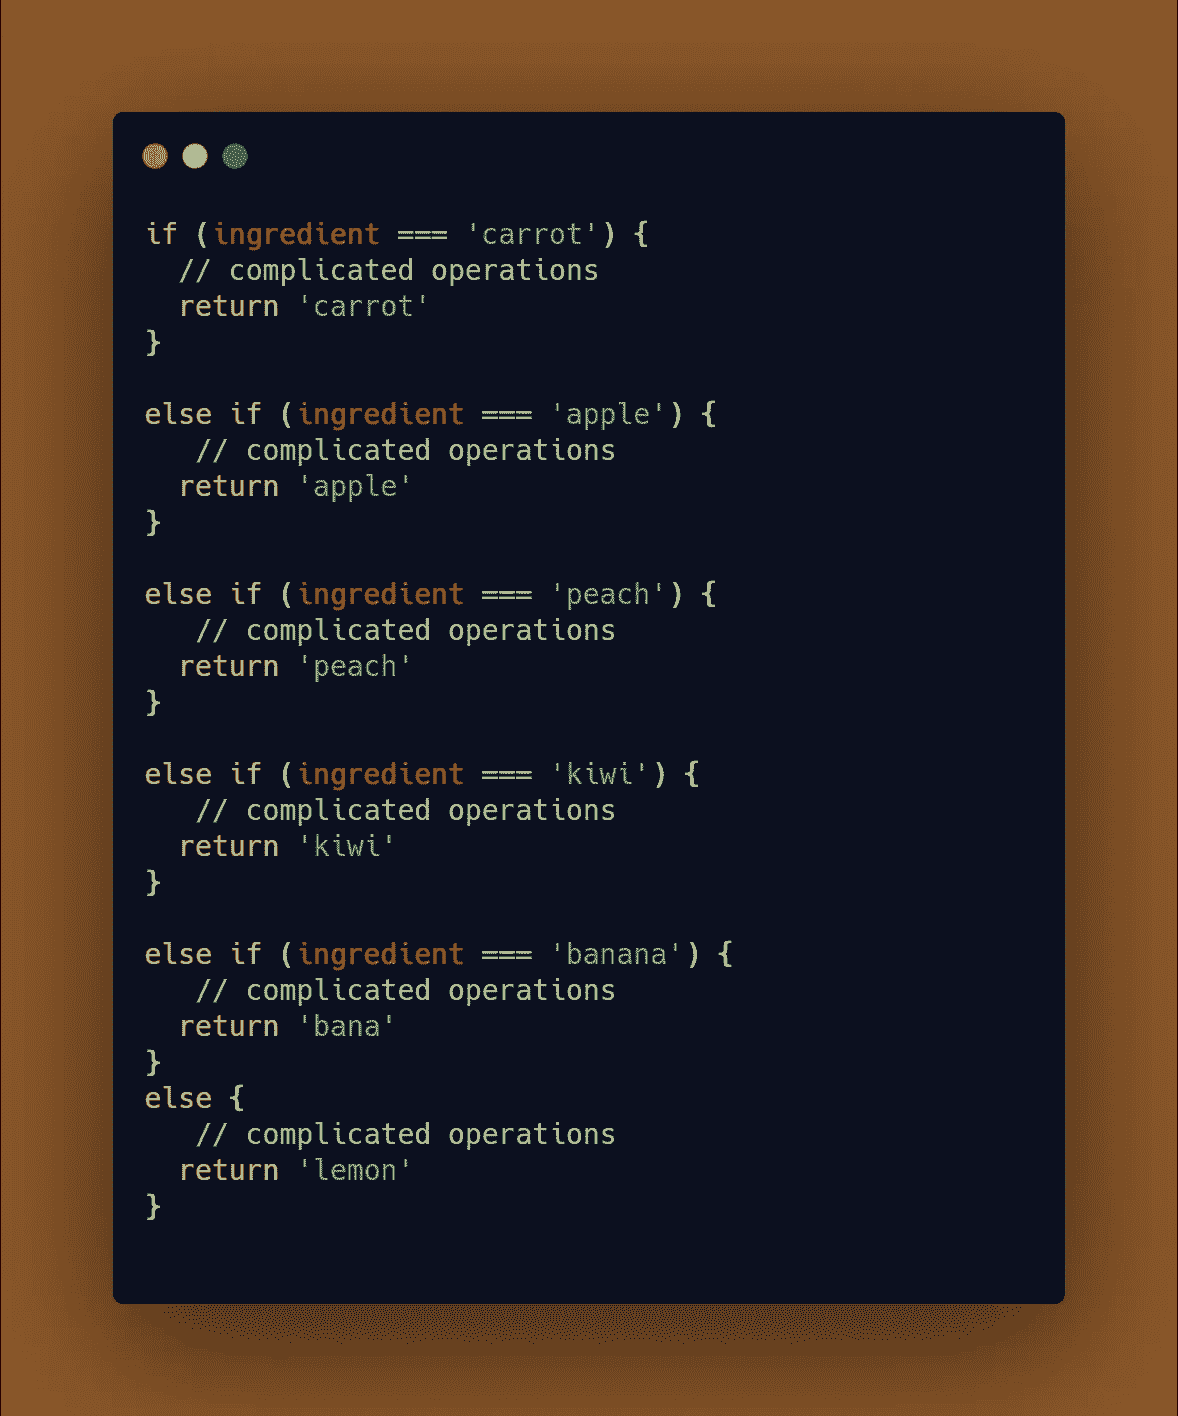 if (ingredient === 'carrot') {
  // complicated operations
  return 'carrot'
}
else if (ingredient === 'apple') {
   // complicated operations
  return 'apple'
}
else if (ingredient === 'peach') {
   // complicated operations
  return 'peach'
}
else if (ingredient === 'kiwi') {
   // complicated operations
  return 'kiwi'
}
else if (ingredient === 'banana') {
   // complicated operations
  return 'bana'
}
else {
   // complicated operations
  return 'lemon'
}